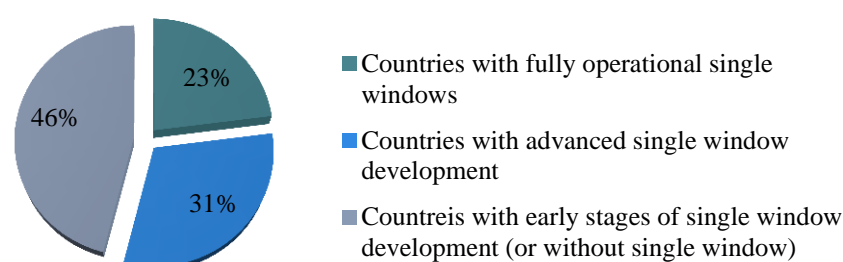 23%
46%
31%
Countries with fully operational single
windows
Countries with advanced single window
development
Countreis with early stages of single window
development (or without single window)